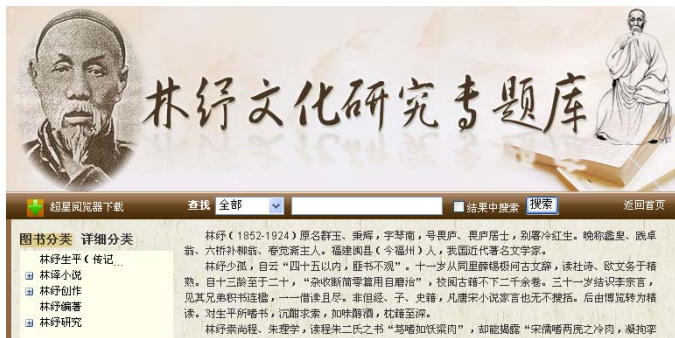 林纾文化研究专题库
超星阅览器下载 查找 全部 结果中搜索 搜索 返回首页
图书分类 详细分类
林纾生平(传记...
林译小说
林纾创作
林纾编著
林纾研究
林纾(1852-1924)原名群玉、秉辉,字琴南,号畏庐、畏庐居士,别署冷红生。晚称蠡叟、践卓
翁、六桥补柳翁、春觉斋主人。福建闽县(今福州)人,我国近代著名文学家。
林纾少孤,自云“四十五以内,匪书不观”。十一岁从同里薛锡极问古文辞,读杜诗、欧文务于精
熟。自十三龄至于二十,“杂收断简零篇用自磨治”,校阅古籍不下二千余卷。三十一岁结识李宗言,
见其兄弟积书连楹,一一借读且尽。非但经、子、史籍,凡唐宋小说家言也无不搜括。后由博览转为精
读。对生平所嗜书,沉酣求索,如味醇酒,枕籍至深。
林纾崇尚程、朱理学,读程朱二氏之书“笃嗜如饫粱肉”,却能揭露“宋儒嗜两庑之冷肉,凝拘挛